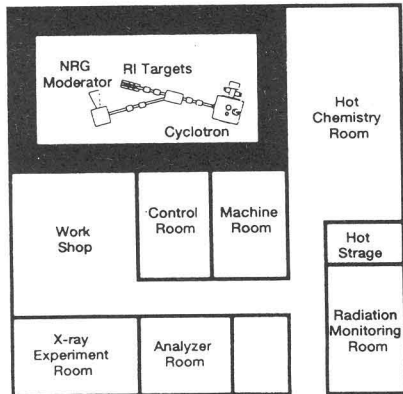 NRG
Moderator
RI Targets
Cyclotron
Hot
Chemistry
Room
Work
Shop
Control
Room
Machine
Room
Hot
Strage
X-ray
Experiment
Room
Analyzer
Room
Radiation
Monitoring
Room